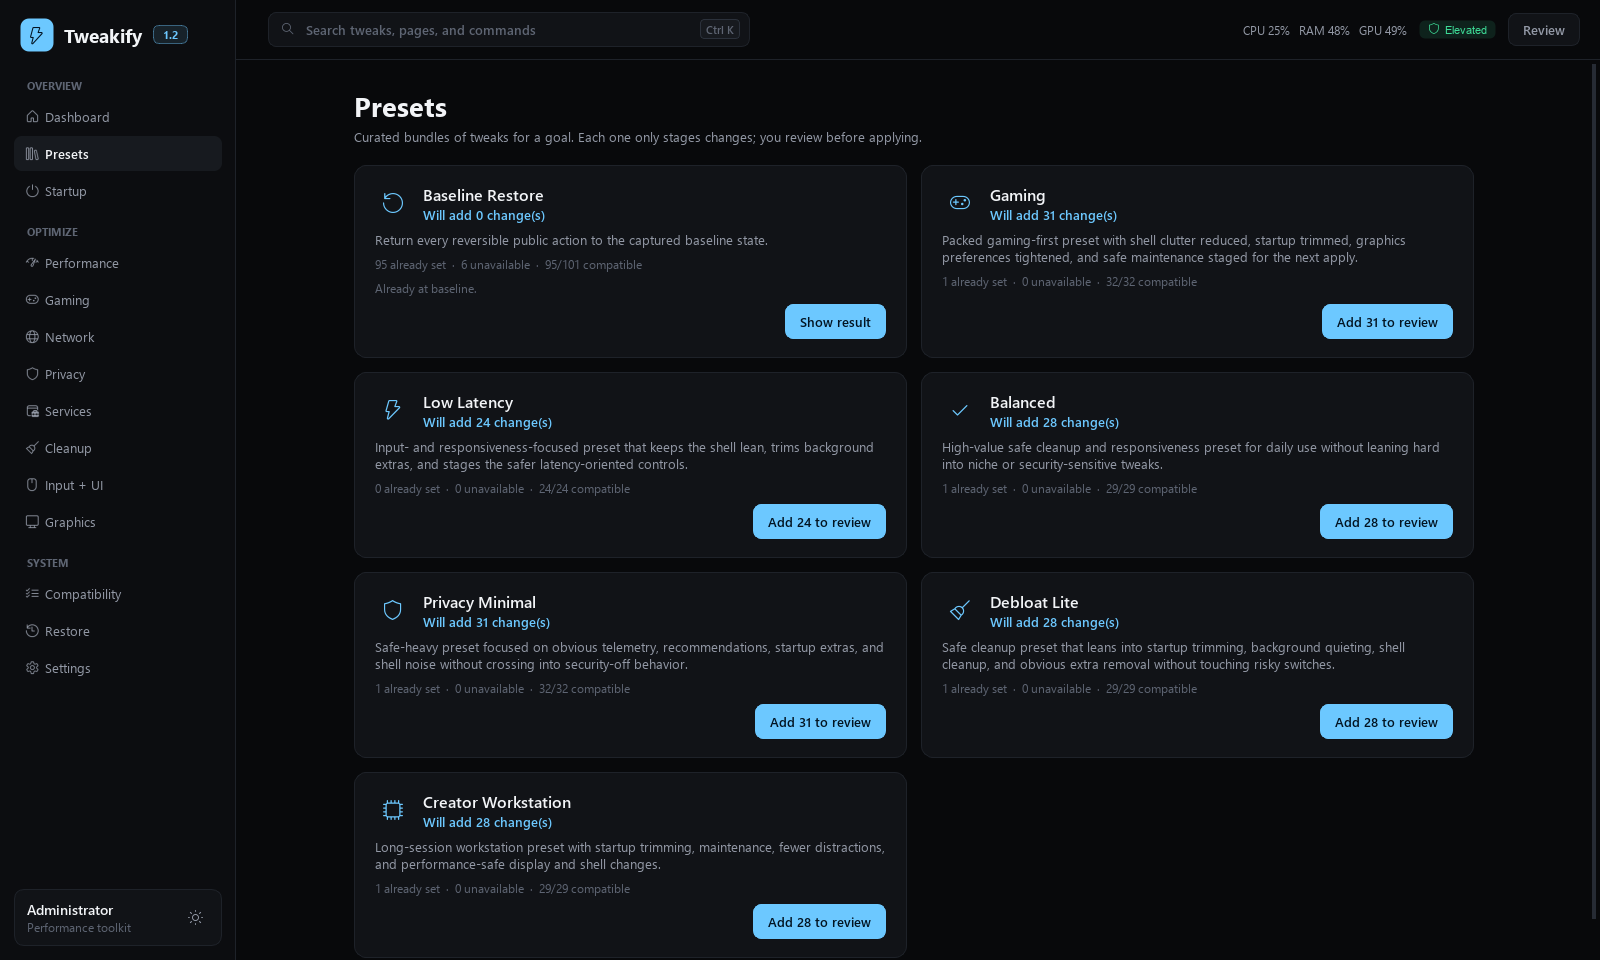 Tweakify 1.2
OVERVIEW
Dashboard
Presets
Startup
OPTIMIZE
Performance
Gaming
Network
Privacy
Services
Cleanup
Input + UI
Graphics
SYSTEM
Compatibility
Restore
Settings
Administrator
Performance toolkit
Search tweaks, pages, and commands Ctrl K
CPU 25% RAM 48% GPU 49% Elevated Review
Presets
Curated bundles of tweaks for a goal. Each one only stages changes; you review before applying.
Baseline Restore
Will add 0 change(s)
Return every reversible public action to the captured baseline state.
95 already set · 6 unavailable · 95/101 compatible
Already at baseline.
Show result
Gaming
Will add 31 change(s)
Packed gaming-first preset with shell clutter reduced, startup trimmed, graphics
preferences tightened, and safe maintenance staged for the next apply.
1 already set · 0 unavailable · 32/32 compatible
Add 31 to review
Low Latency
Will add 24 change(s)
Input- and responsiveness-focused preset that keeps the shell lean, trims background
extras, and stages the safer latency-oriented controls.
0 already set · 0 unavailable · 24/24 compatible
Add 24 to review
Balanced
Will add 28 change(s)
High-value safe cleanup and responsiveness preset for daily use without leaning hard
into niche or security-sensitive tweaks.
1 already set · 0 unavailable · 29/29 compatible
Add 28 to review
Privacy Minimal
Will add 31 change(s)
Safe-heavy preset focused on obvious telemetry, recommendations, startup extras, and
shell noise without crossing into security-off behavior.
1 already set · 0 unavailable · 32/32 compatible
Add 31 to review
Debloat Lite
Will add 28 change(s)
Safe cleanup preset that leans into startup trimming, background quieting, shell
cleanup, and obvious extra removal without touching risky switches.
1 already set · 0 unavailable · 29/29 compatible
Add 28 to review
Creator Workstation
Will add 28 change(s)
Long-session workstation preset with startup trimming, maintenance, fewer distractions,
and performance-safe display and shell changes.
1 already set · 0 unavailable · 29/29 compatible
Add 28 to review